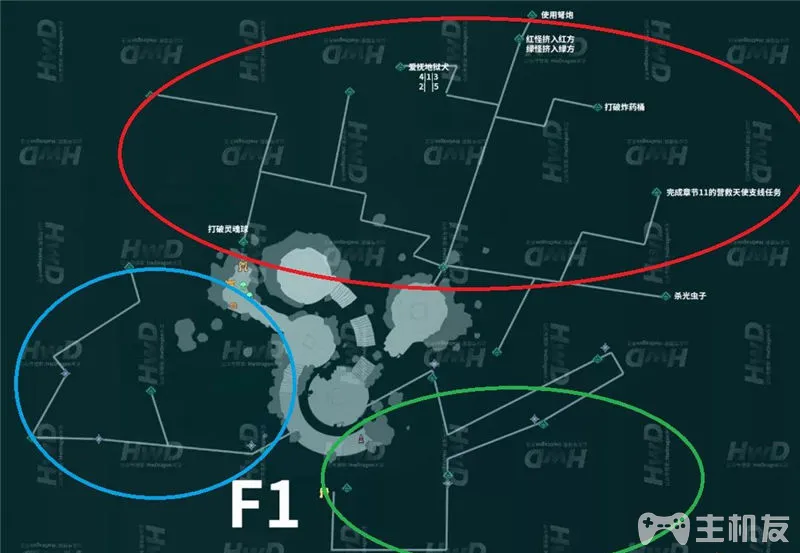 使用弩炮
红怪挤入红方
绿怪挤入绿方
爱抚地狱犬
4|1|3
2| |5
打破炸药桶
完成章节11的营救天使支线任务
打破灵魂球
杀光虫子
F1
主机友
HwD